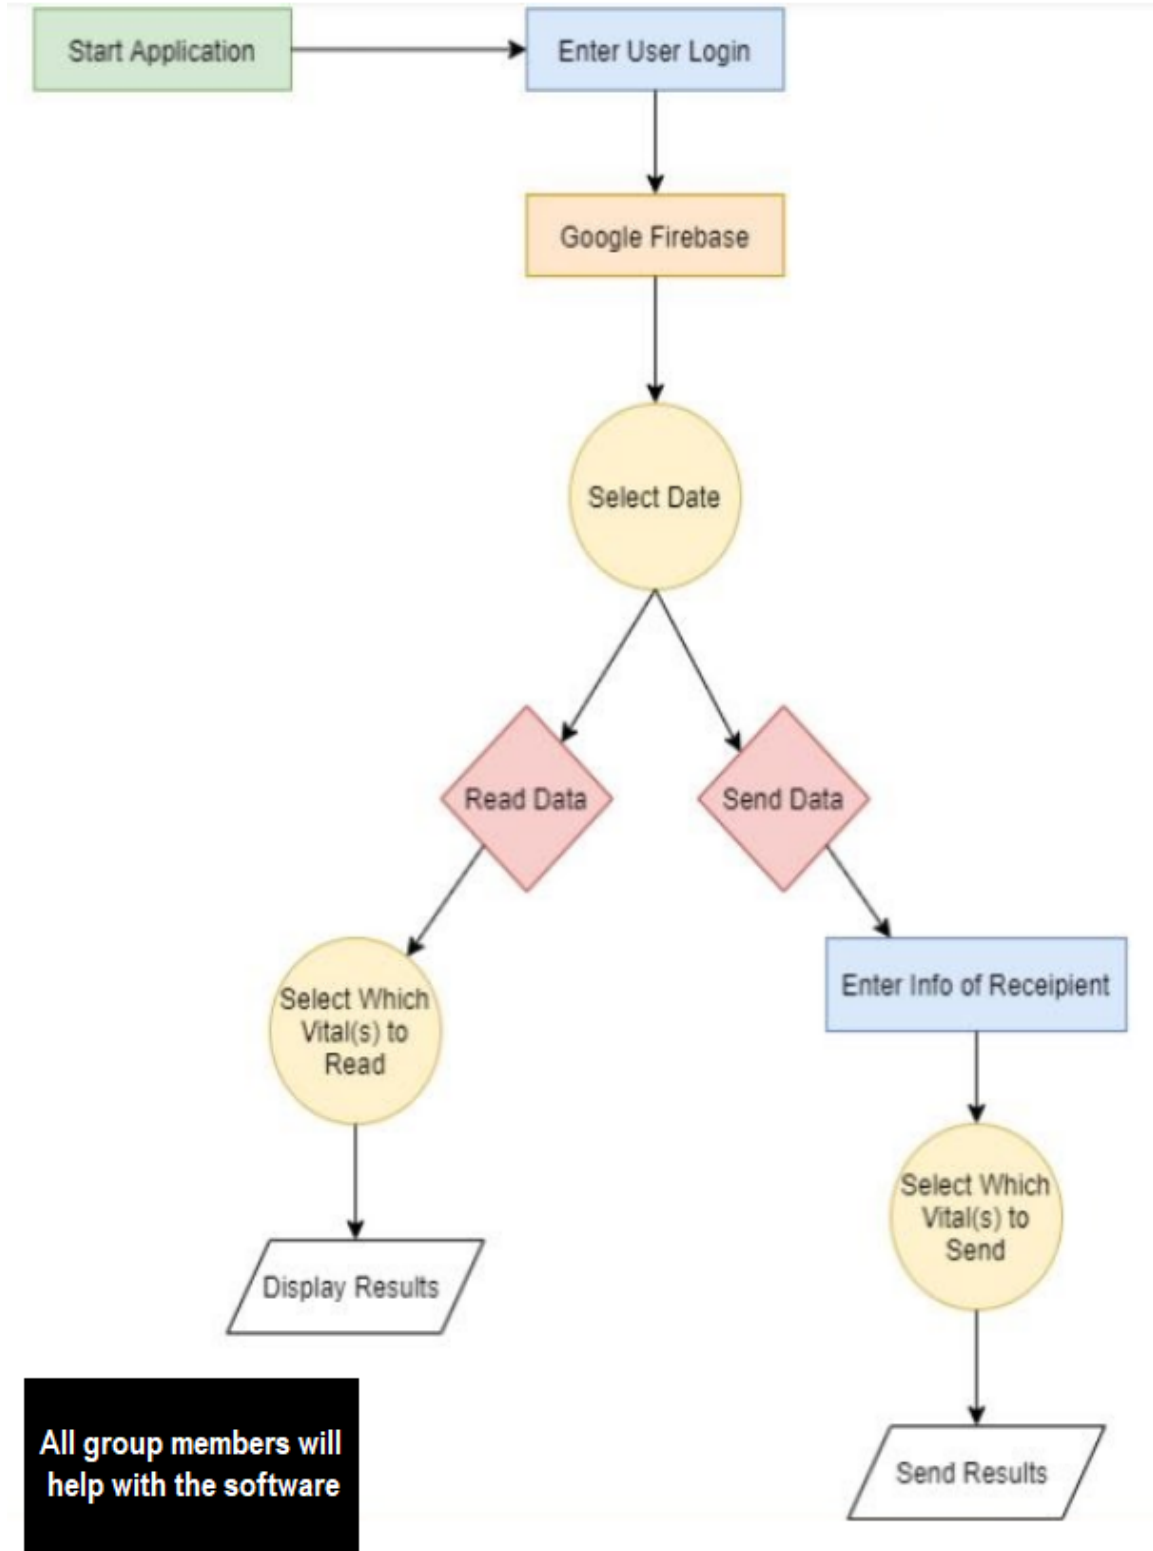 Start Application
Enter User Login
Google Firebase
Select Date
Read Data
Send Data
Select Which
Vital(s) to
Read
Enter Info of Receipient
Select Which
Vital(s) to
Send
Display Results
Send Results
All group members will
help with the software